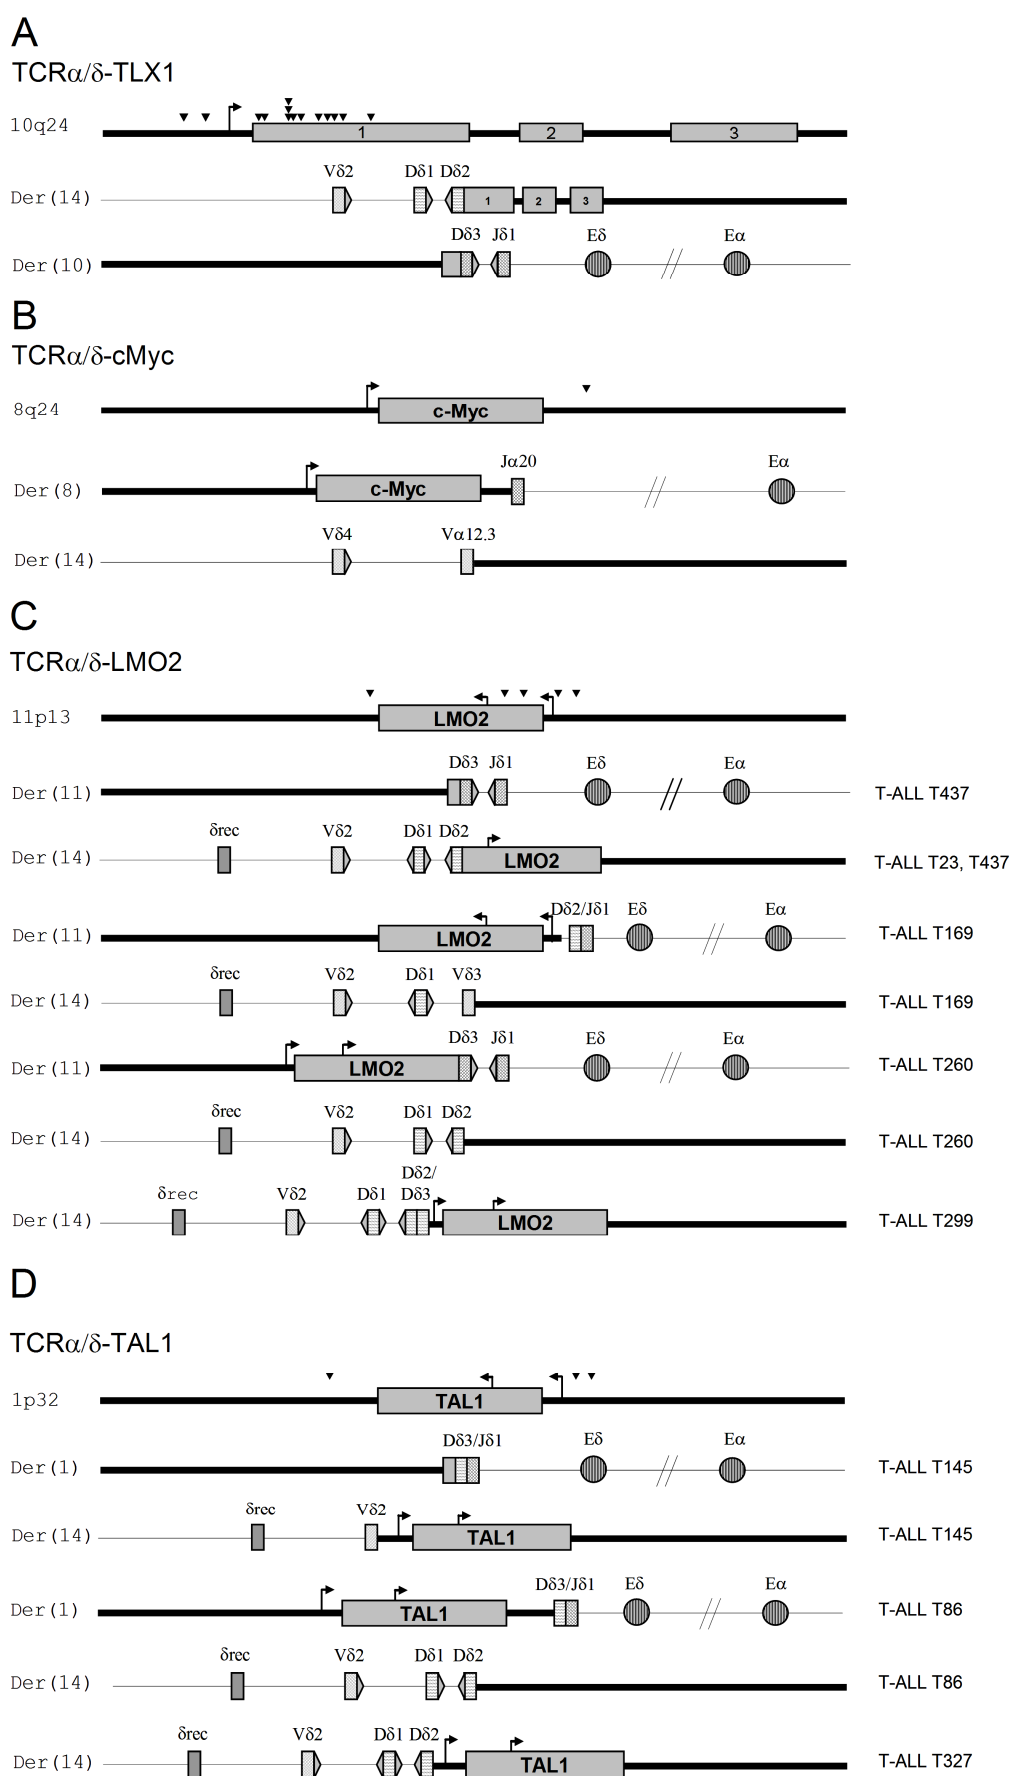 A
TCRα/δ-TLX1
10q24
1 2 3
Vδ2 Dδ1 Dδ2
Der(14)
1 2 3
Dδ3 Jδ1 Eδ Eα
Der(10)
B
TCRα/δ-cMyc
8q24
c-Myc
Jα20 Eα
Der(8)
c-Myc
Vδ4 Vα12.3
Der(14)
C
TCRα/δ-LMO2
11p13
LMO2
Dδ3 Jδ1 Eδ Eα
Der(11) T-ALL T437
δrec Vδ2 Dδ1 Dδ2
Der(14) LMO2 T-ALL T23, T437
Dδ2/Jδ1 Eδ Eα
Der(11) LMO2 T-ALL T169
δrec Vδ2 Dδ1 Vδ3
Der(14) T-ALL T169
Dδ3 Jδ1 Eδ Eα
Der(11) LMO2 T-ALL T260
δrec Vδ2 Dδ1 Dδ2
Der(14) T-ALL T260
Dδ2/
δrec Vδ2 Dδ1 Dδ3
Der(14) LMO2 T-ALL T299
D
TCRα/δ-TAL1
1p32
TAL1
Dδ3/Jδ1 Eδ Eα
Der(1) T-ALL T145
δrec Vδ2
Der(14) TAL1 T-ALL T145
Dδ3/Jδ1 Eδ Eα
Der(1) TAL1 T-ALL T86
δrec Vδ2 Dδ1 Dδ2
Der(14) T-ALL T86
δrec Vδ2 Dδ1 Dδ2
Der(14) TAL1 T-ALL T327